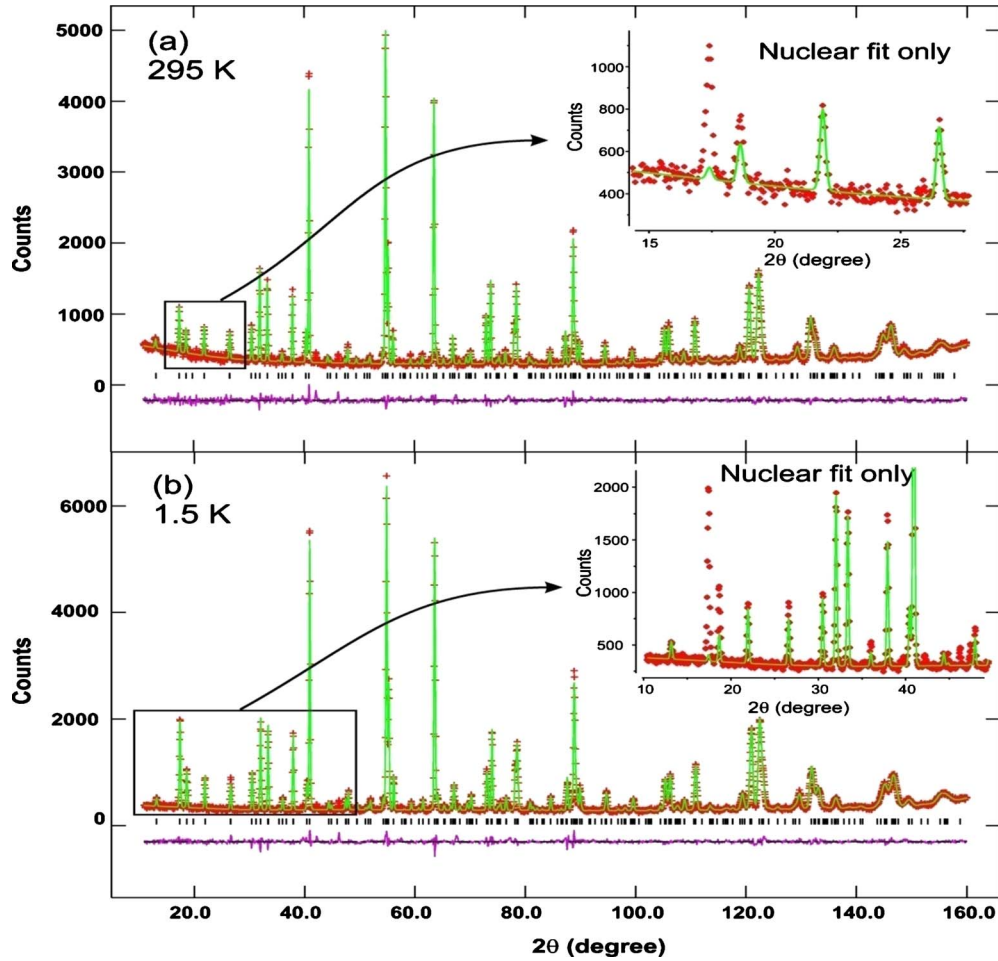 (a)
295 K
Nuclear fit only
Counts
5000
4000
3000
2000
1000
0
Counts
1000
800
600
400
15 20 25
2θ (degree)
(b)
1.5 K
Nuclear fit only
Counts
6000
4000
2000
0
Counts
2000
1500
1000
500
10 20 30 40
2θ (degree)
20.0 40.0 60.0 80.0 100.0 120.0 140.0 160.0
2θ (degree)